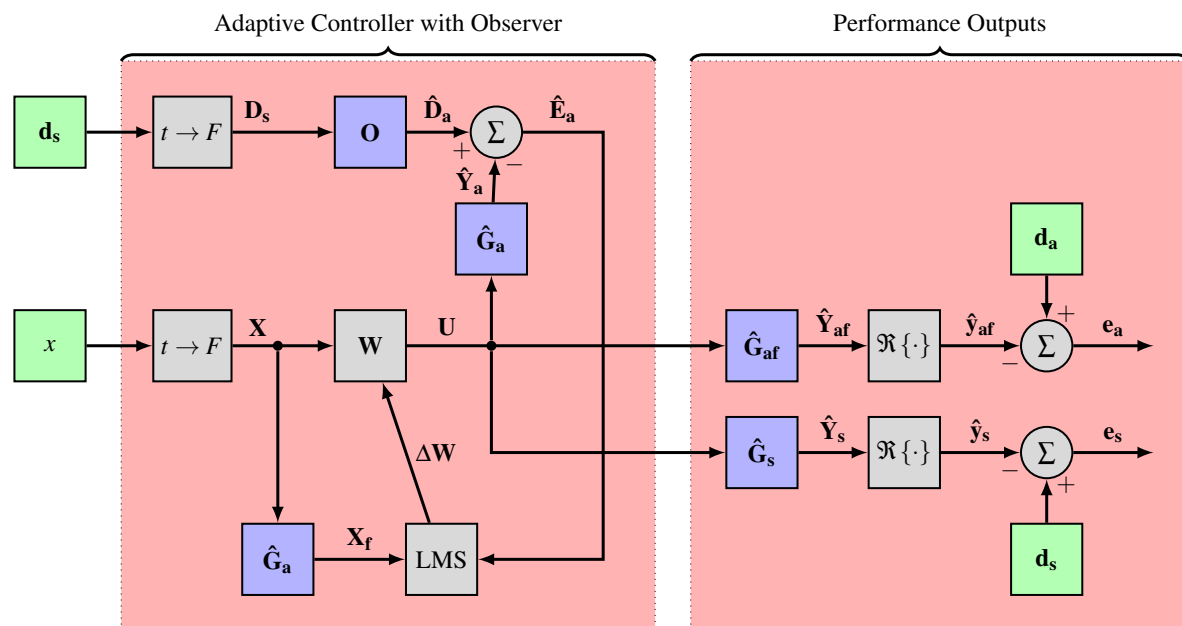 Adaptive Controller with Observer
Performance Outputs
d_s
t → F
D_s
O
D̂_a
Σ
+
−
Ê_a
Ŷ_a
Ĝ_a
d_a
x
t → F
X
W
U
Ĝ_af
Ŷ_af
ℜ{·}
ŷ_af
+
−
Σ
e_a
ΔW
Ĝ_s
Ŷ_s
ℜ{·}
ŷ_s
−
Σ
+
e_s
Ĝ_a
X_f
LMS
d_s